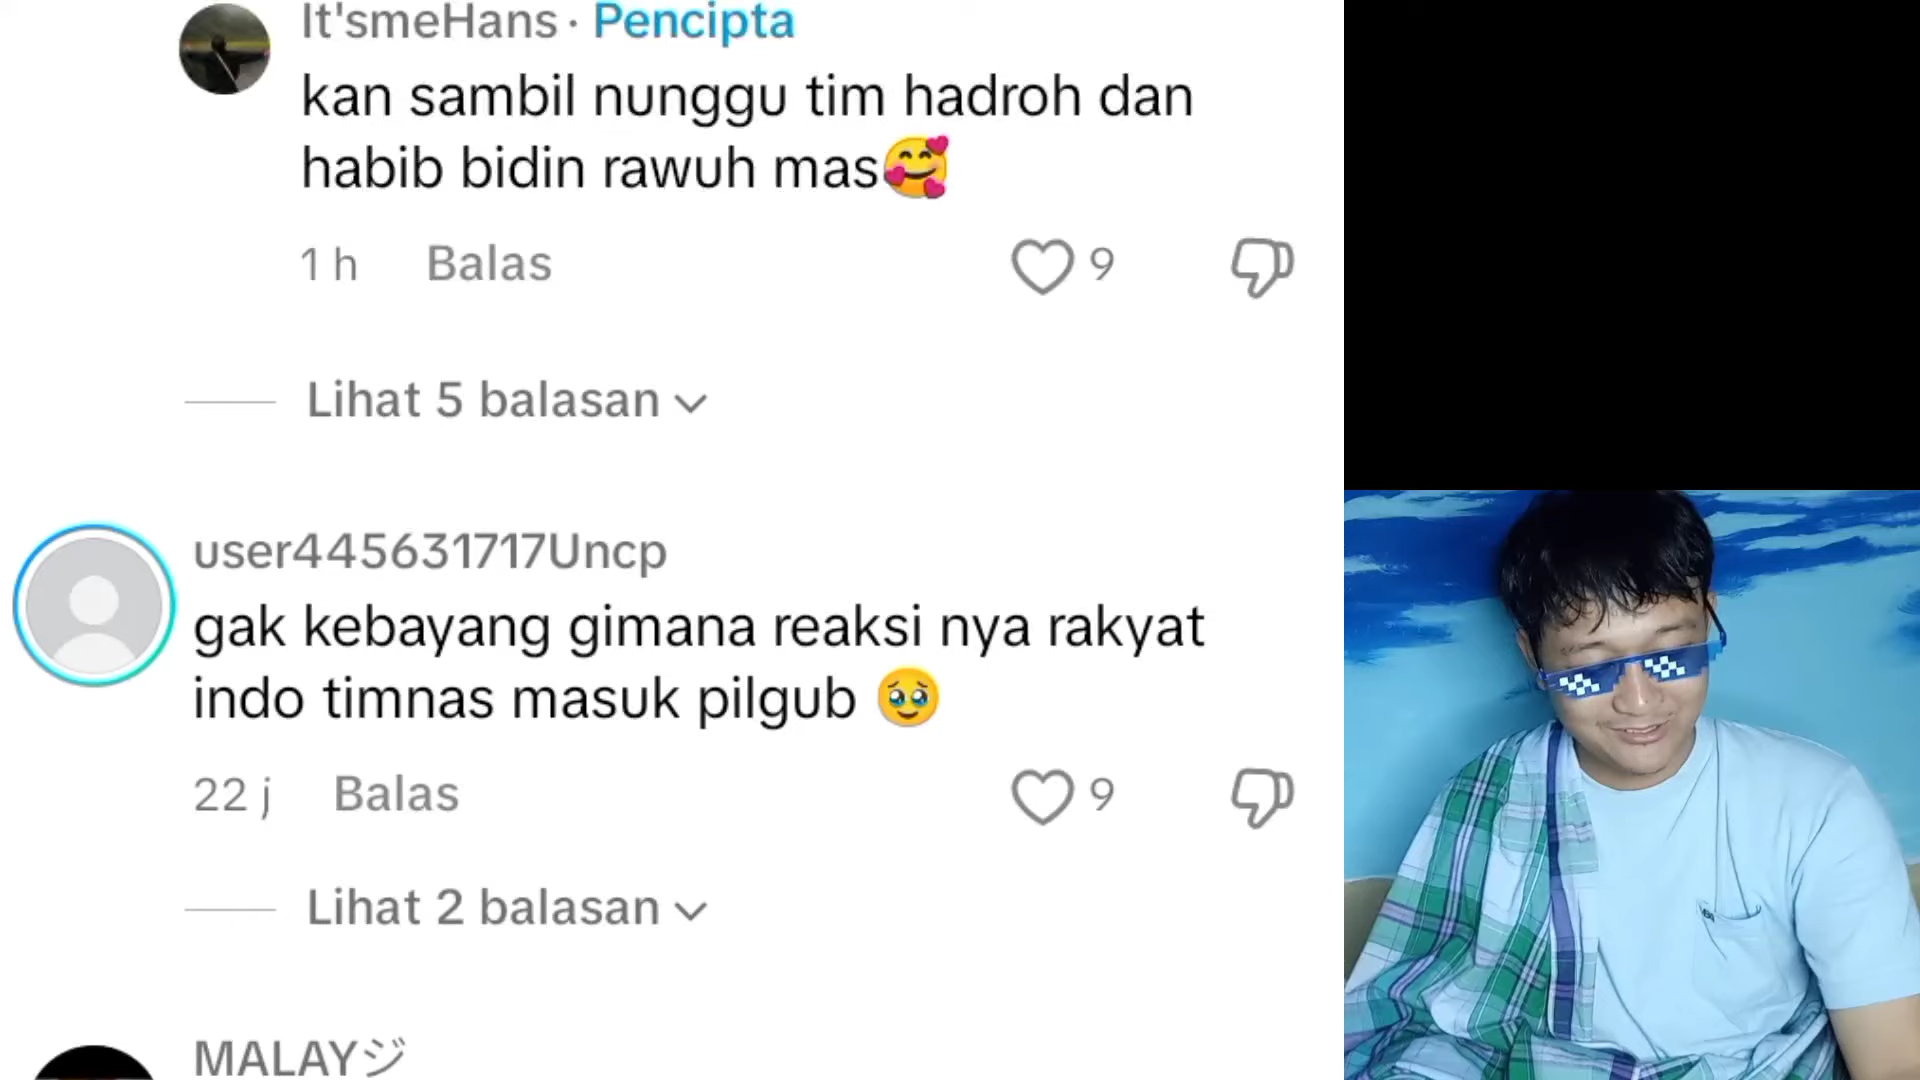 It'smeHans · Pencipta
kan sambil nunggu tim hadroh dan
habib bidin rawuh mas🥰
1 h Balas 9
Lihat 5 balasan
user445631717Uncp
gak kebayang gimana reaksi nya rakyat
indo timnas masuk pilgub 🥹
22 j Balas 9
Lihat 2 balasan
MALAYジ